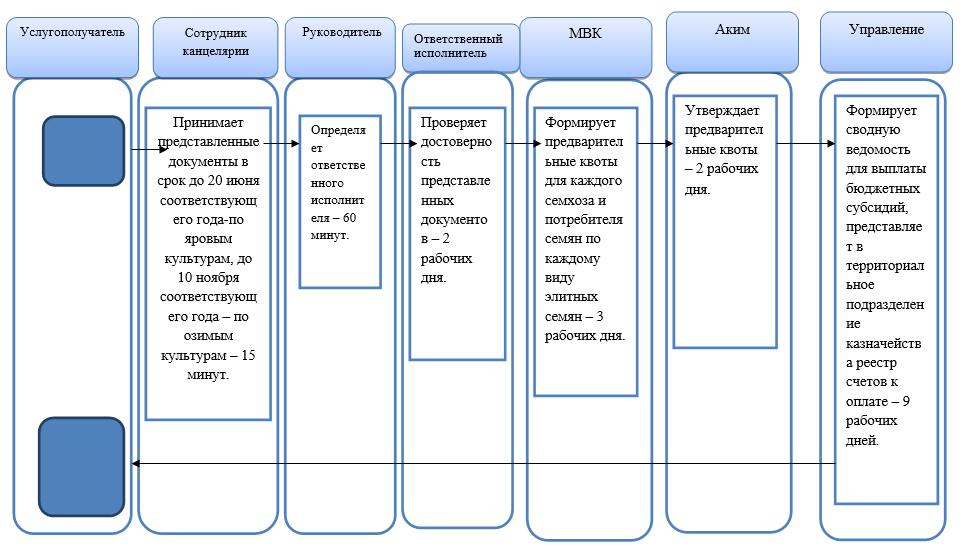 Услугополучатель
Сотрудник
канцелярии
Руководитель
Ответственный
исполнитель
МВК
Аким
Управление
Принимает
представленные
документы в
срок до 20 июня
соответствующ
его года-по
яровым
культурам, до
10 ноября
соответствующ
его года – по
озимым
культурам – 15
минут.
Определя
ет
ответстве
нного
исполнит
еля – 60
минут.
Проверяет
достоверно
сть
представле
нных
документо
в – 2
рабочих
дня.
Формирует
предварител
ьные квоты
для каждого
семхоза и
потребителя
семян по
каждому
виду
элитных
семян – 3
рабочих дня.
Утверждает
предварител
ьные квоты
– 2 рабочих
дня.
Формирует
сводную
ведомость
для выплаты
бюджетных
субсидий,
представляе
т в
территориал
ьное
подразделен
ие
казначейств
а реестр
счетов к
оплате – 9
рабочих
дней.